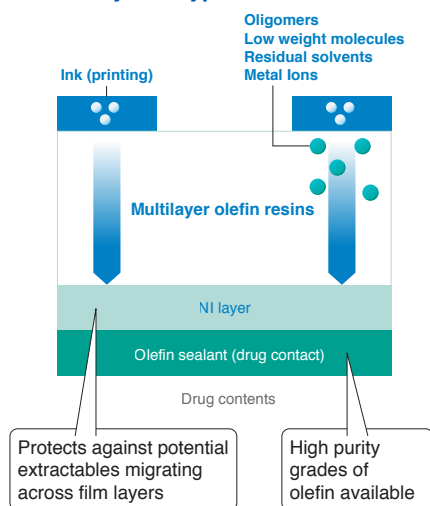 Oligomers
Low weight molecules
Residual solvents
Metal Ions
Ink (printing)
Multilayer olefin resins
NI layer
Olefin sealant (drug contact)
Drug contents
Protects against potential
extractables migrating
across film layers
High purity
grades of
olefin available